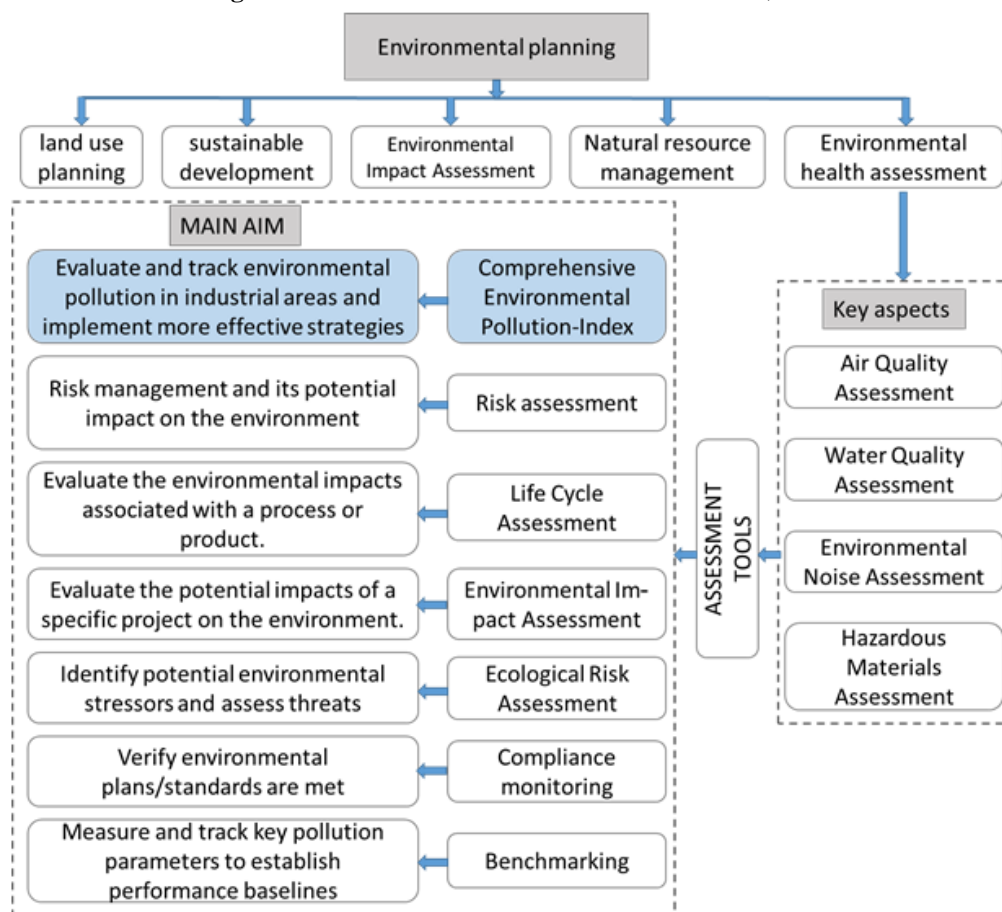 Environmental planning
land use
planning
sustainable
development
Environmental
Impact Assessment
Natural resource
management
Environmental
health assessment
MAIN AIM
Evaluate and track environmental
pollution in industrial areas and
implement more effective strategies
Comprehensive
Environmental
Pollution-Index
Risk management and its potential
impact on the environment
Risk assessment
Evaluate the environmental impacts
associated with a process or
product.
Life Cycle
Assessment
Evaluate the potential impacts of a
specific project on the environment.
Environmental Im-
pact Assessment
Identify potential environmental
stressors and assess threats
Ecological Risk
Assessment
Verify environmental
plans/standards are met
Compliance
monitoring
Measure and track key pollution
parameters to establish
performance baselines
Benchmarking
ASSESSMENT
TOOLS
Key aspects
Air Quality
Assessment
Water Quality
Assessment
Environmental
Noise Assessment
Hazardous
Materials
Assessment